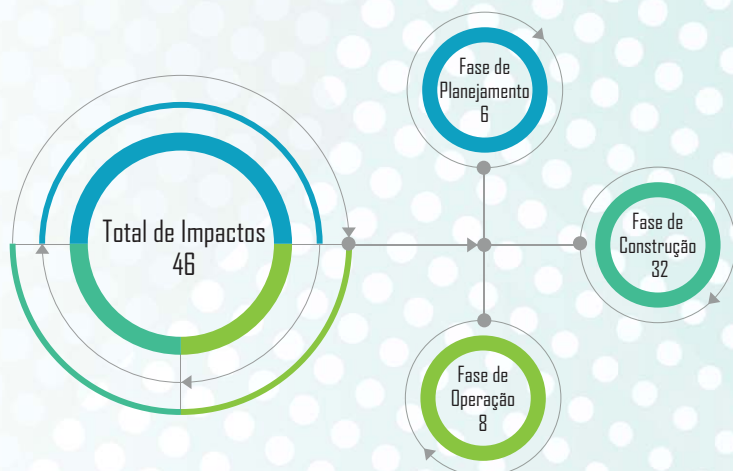 Total de Impactos
46
Fase de
Planejamento
6
Fase de
Construção
32
Fase de
Operação
8